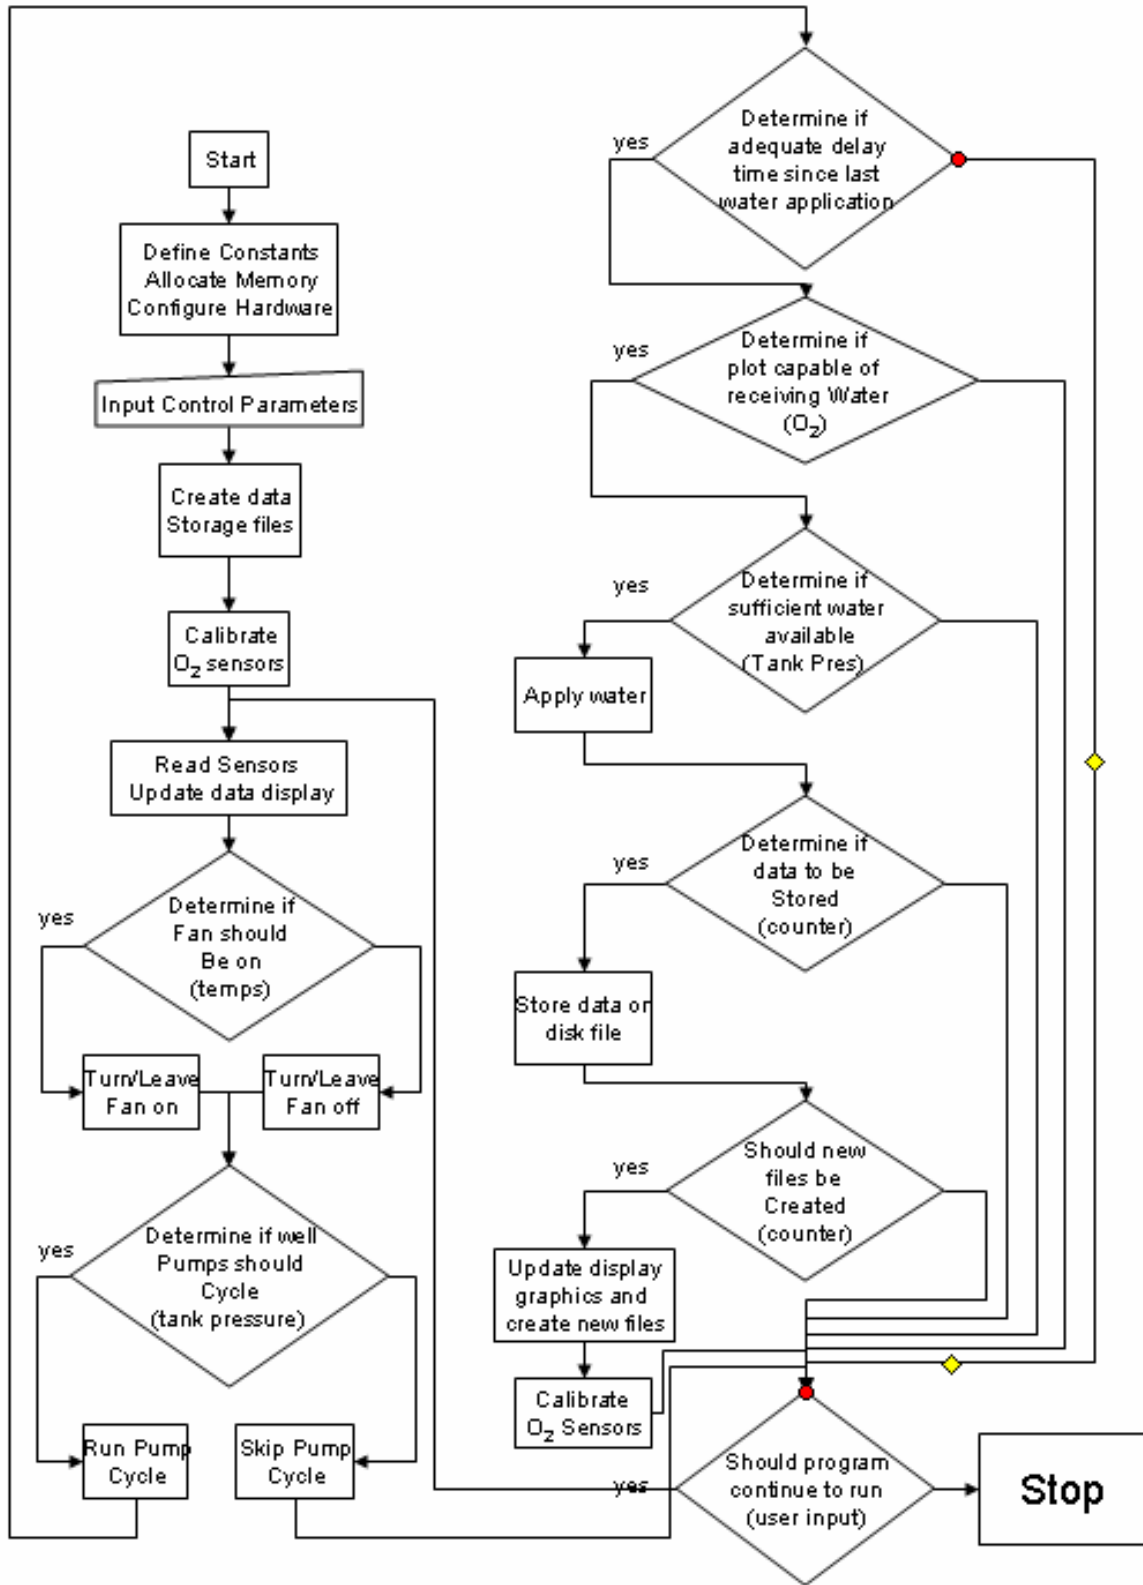 Start
Define Constants
Allocate Memory
Configure Hardware
Input Control Parameters
Create data
Storage files
Calibrate
O₂ sensors
Read Sensors
Update data display
yes
Determine if
Fan should
Be on
(temps)
Turn/Leave
Fan on
Turn/Leave
Fan off
yes
Determine if well
Pumps should
Cycle
(tank pressure)
Run Pump
Cycle
Skip Pump
Cycle
yes
Determine if
adequate delay
time since last
water application
yes
Determine if
plot capable of
receiving Water
(O₂)
yes
Determine if
sufficient water
available
(Tank Pres)
Apply water
yes
Determine if
data to be
Stored
(counter)
Store data on
disk file
yes
Should new
files be
Created
(counter)
Update display
graphics and
create new files
Calibrate
O₂ Sensors
yes
Should program
continue to run
(user input)
Stop